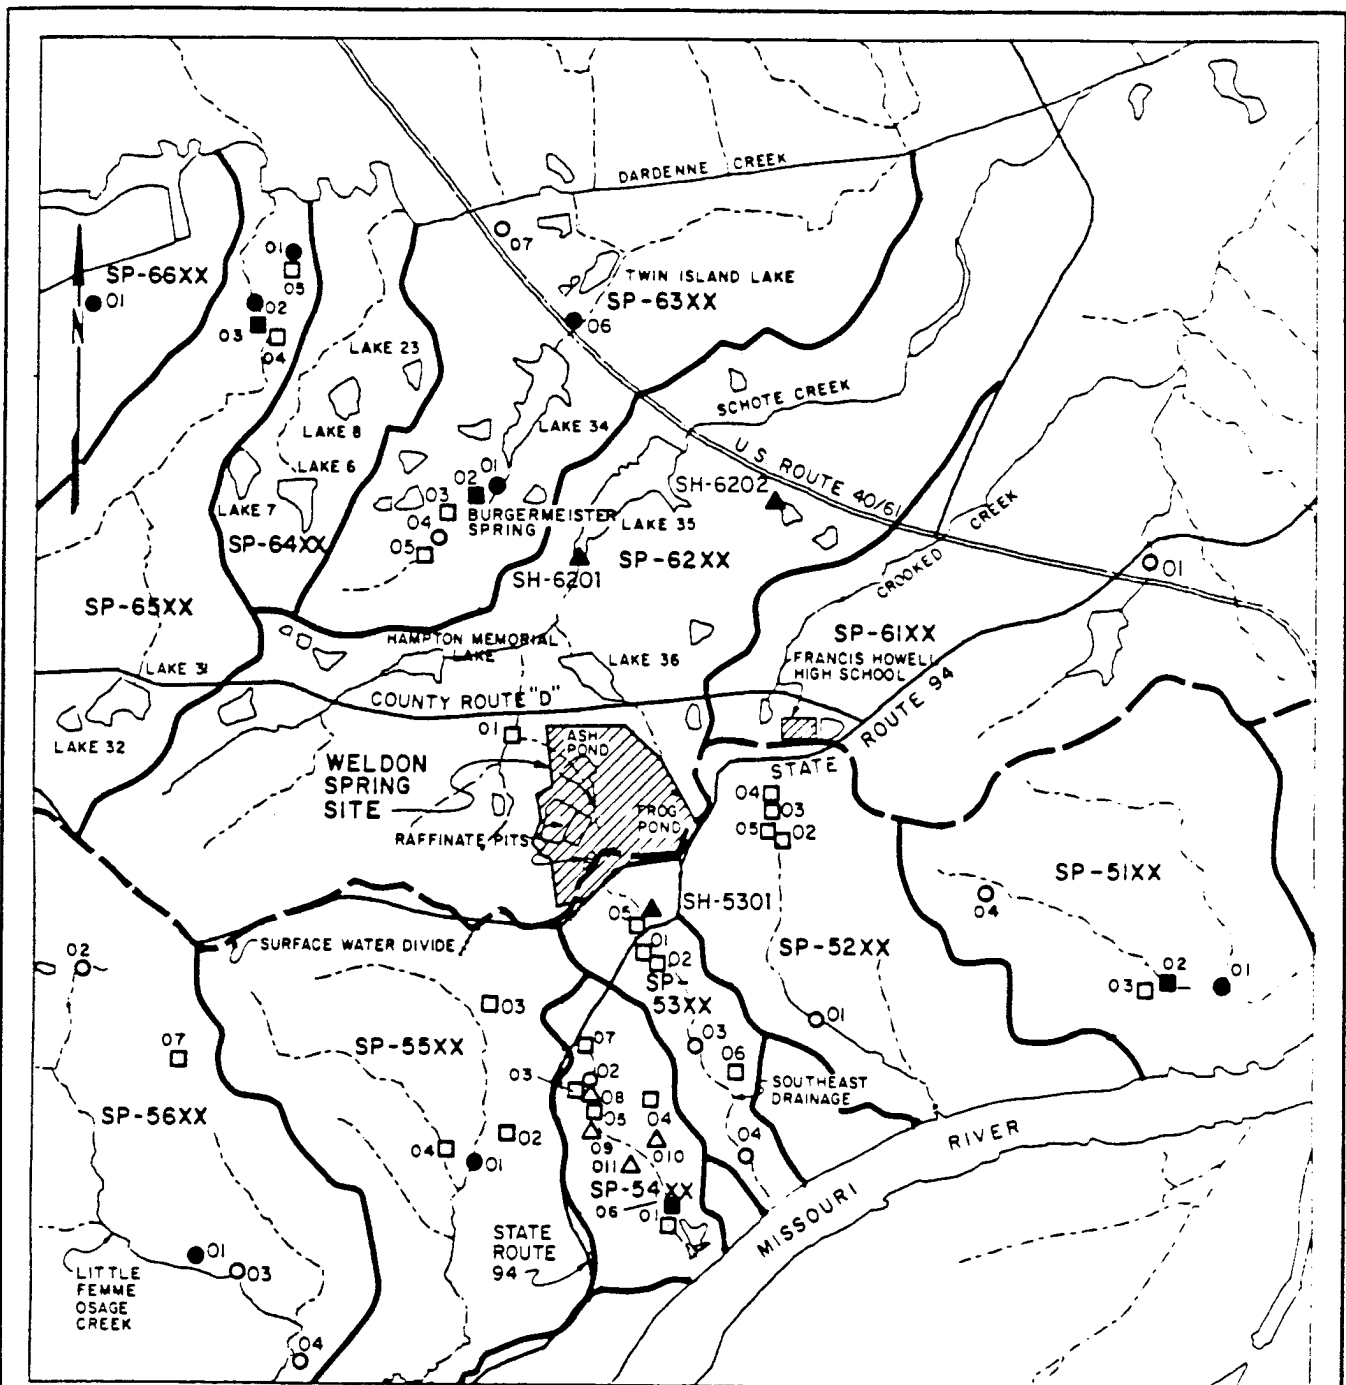 DARDENNE CREEK
07
TWIN ISLAND LAKE
SP-63XX
06
01
05
SP-66XX
01
02
03
04
N
LAKE 23
LAKE 8
LAKE 34
SCHOTE CREEK
U.S. ROUTE 40/61
LAKE 6
LAKE 7
SP-64XX
01
02
03
04
05
BURGERMEISTER
SPRING
SH-6202
LAKE 35
SP-62XX
SH-6201
CROOKED
CREEK
01
SP-65XX
SP-61XX
HAMPTON MEMORIAL
LAKE
LAKE 36
FRANCIS HOWELL
HIGH SCHOOL
LAKE 31
COUNTY ROUTE "D"
STATE ROUTE 94
LAKE 32
01
ASH
POND
WELDON
SPRING
SITE
FROG
POND
RAFFINATE PITS
04
03
05
02
SP-51XX
04
SH-5301
05
SURFACE WATER DIVIDE
02
01
02
SP-
53XX
SP-52XX
01
02
03
01
03
07
SP-55XX
07
03
06
SOUTHEAST
DRAINAGE
03
02
08
05
04
SP-56XX
04
02
01
09
011
010
04
SP-54XX
06
01
MISSOURI
RIVER
STATE
ROUTE
94
01
03
LITTLE
FEMME
OSAGE
CREEK
04